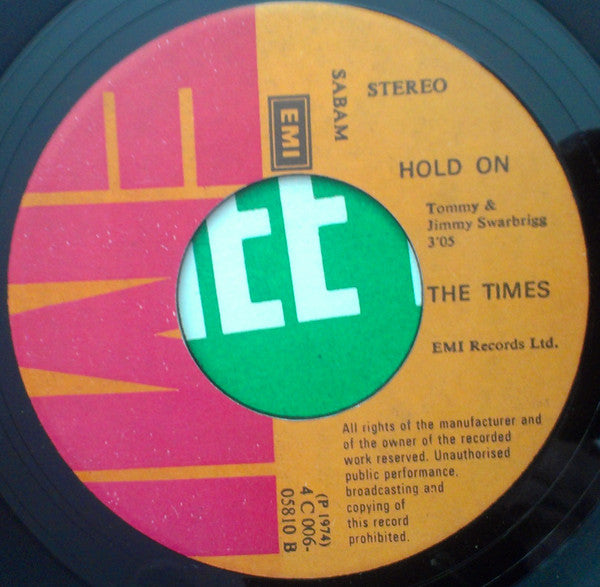 STEREO
SABAM
EMI
HOLD ON
Tommy &
Jimmy Swarbrigg
3'05
THE TIMES
EMI Records Ltd.
All rights of the manufacturer and
of the owner of the recorded
work reserved. Unauthorised
public performance.
broadcasting and
copying of
this record
prohibited.
(P 1974)
4 C 006-
05810 B
EMI
tt